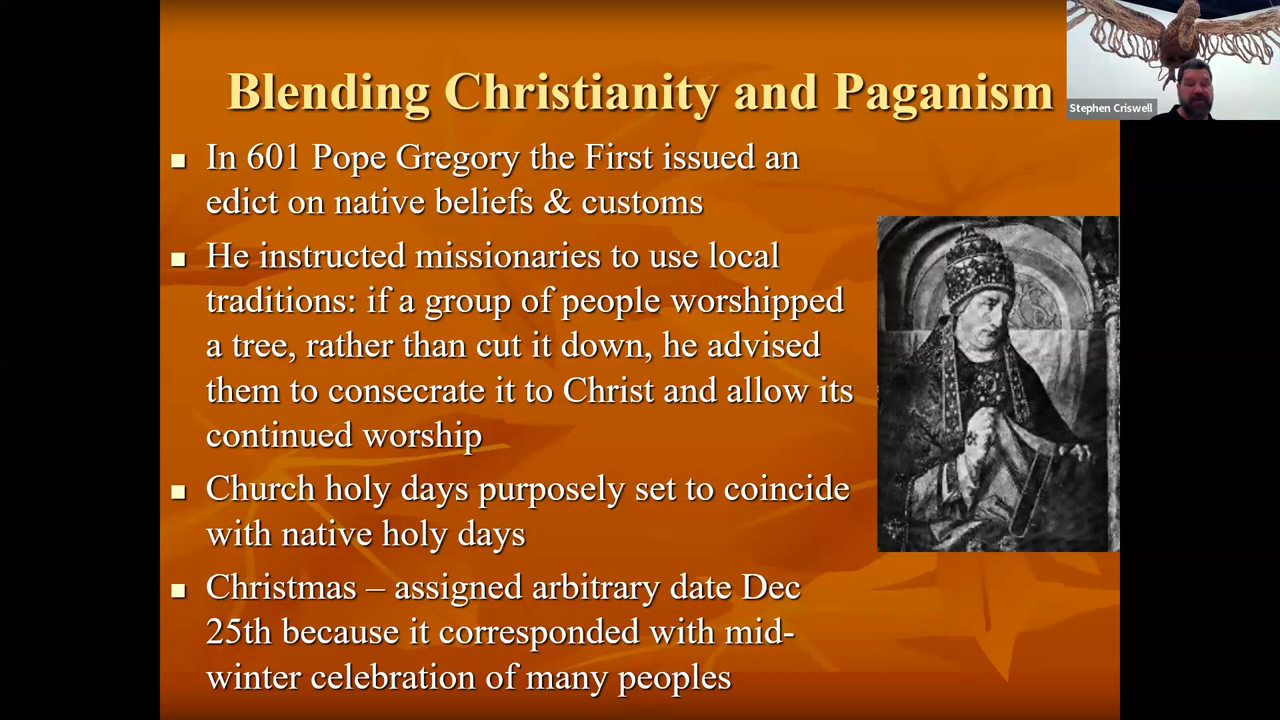 Blending Christianity and Paganism
Stephen Criswell
In 601 Pope Gregory the First issued an
edict on native beliefs & customs
He instructed missionaries to use local
traditions: if a group of people worshipped
a tree, rather than cut it down, he advised
them to consecrate it to Christ and allow its
continued worship
Church holy days purposely set to coincide
with native holy days
Christmas – assigned arbitrary date Dec
25th because it corresponded with mid-
winter celebration of many peoples